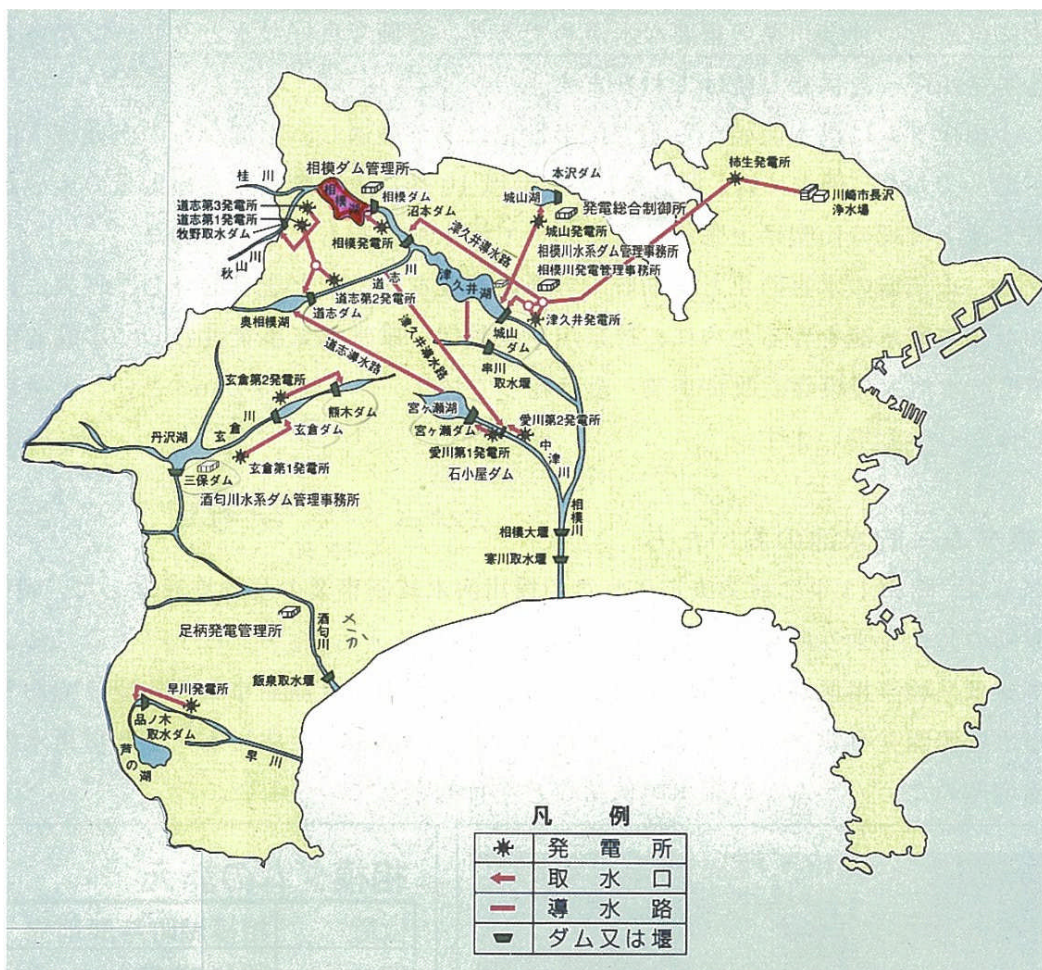 本沢ダム
柿生発電所
相模ダム管理所
桂川
城山湖
川崎市長沢
浄水場
道志第3発電所
相模湖
相模ダム
沼本ダム
発電総合制御所
道志第1発電所
牧野取水ダム
相模発電所
津久井導水路
城山発電所
相模川水系ダム管理事務所
相模川発電管理事務所
秋山川
道志川
津久井湖
道志第2発電所
道志ダム
奥相模湖
津久井発電所
城山
ダム
道志導水路
津久井導水路
串川
取水堰
玄倉第2発電所
熊木ダム
宮ヶ瀬湖
愛川第2発電所
丹沢湖
玄倉川
玄倉ダム
宮ヶ瀬ダム
愛川第1発電所
中津川
玄倉第1発電所
石小屋ダム
三保ダム
酒匂川水系ダム管理事務所
相模川
相模大堰
寒川取水堰
足柄発電管理所
酒匂川
飯泉取水堰
早川発電所
品ノ木
取水ダム
芦の湖
早川
凡例
発電所
取水口
導水路
ダム又は堰